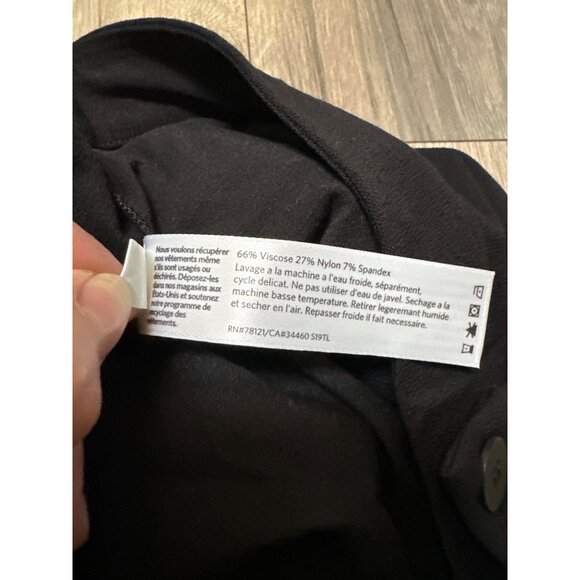 Nous voulons récupérer
nos vêtements même
s'ils sont usagés ou
déchirés. Déposez-les
dans nos magasins aux
États-Unis et soutenez
notre programme de
recyclage des
vêtements.
66% Viscose 27% Nylon 7% Spandex
Lavage a la machine a l'eau froide, séparément,
cycle delicat. Ne pas utiliser d'eau de javel. Sechage a la
machine basse temperature. Retirer legerement humide
et secher en l'air. Repasser froide il fait necessaire.
RN#78121/CA#34460 S19TL